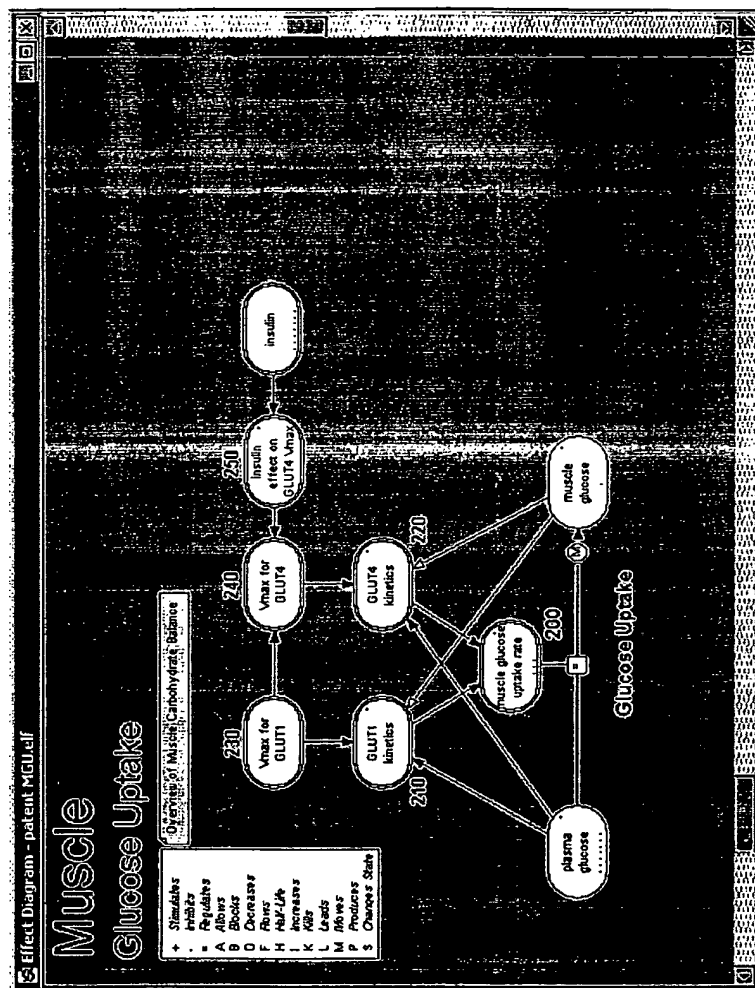 Effect Diagram - patent MGU.elf
Muscle
Glucose Uptake
Overview of Muscle Carbohydrate Balance
+ Stimulates
- Inhibits
= Regulates
A Allows
B Blocks
D Decreases
F Flows
H Half-Life
I Increases
K Kills
L Leads
M Moves
P Produces
S Changes State
230
Vmax for
GLUT1
240
Vmax for
GLUT4
250
Insulin
effect on
GLUT4 Vmax
insulin
210
GLUT1
kinetics
GLUT4
kinetics
220
muscle glucose
uptake rate
200
plasma
glucose
=
M
muscle
glucose
Glucose Uptake